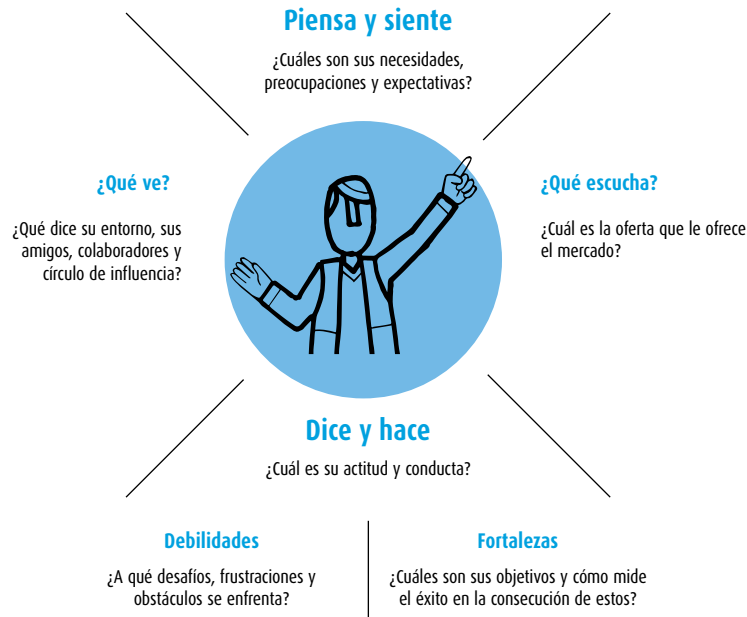 Piensa y siente
¿Cuáles son sus necesidades,
preocupaciones y expectativas?
¿Qué ve?
¿Qué dice su entorno, sus
amigos, colaboradores y
círculo de influencia?
¿Qué escucha?
¿Cuál es la oferta que le ofrece
el mercado?
Dice y hace
¿Cuál es su actitud y conducta?
Debilidades
¿A qué desafíos, frustraciones y
obstáculos se enfrenta?
Fortalezas
¿Cuáles son sus objetivos y cómo mide
el éxito en la consecución de estos?